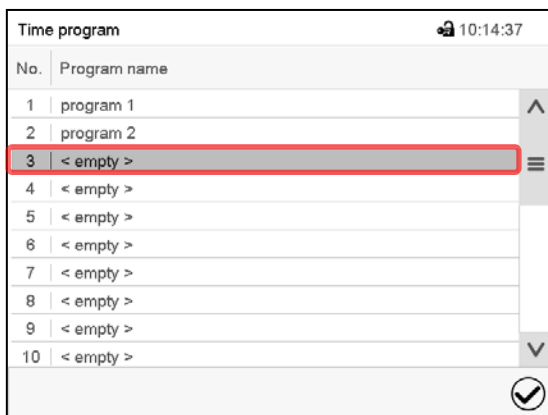 Time program 10:14:37
No. Program name
1 program 1
2 program 2
3 < empty >
4 < empty >
5 < empty >
6 < empty >
7 < empty >
8 < empty >
9 < empty >
10 < empty >